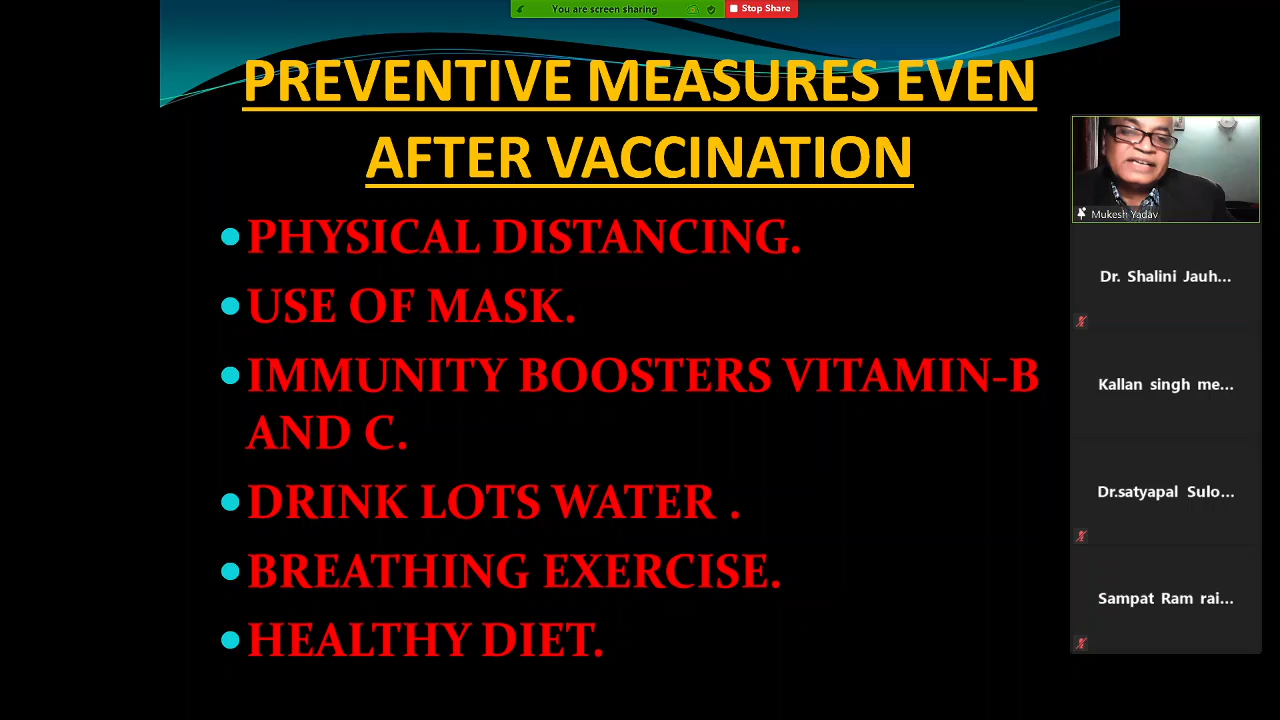 You are screen sharing
Stop Share
PREVENTIVE MEASURES EVEN
AFTER VACCINATION
PHYSICAL DISTANCING.
USE OF MASK.
IMMUNITY BOOSTERS VITAMIN-B
AND C.
DRINK LOTS WATER .
BREATHING EXERCISE.
HEALTHY DIET.
Mukesh Yadav
Dr. Shalini Jauh...
Kallan singh me...
Dr.satyapal Sulo...
Sampat Ram rai...